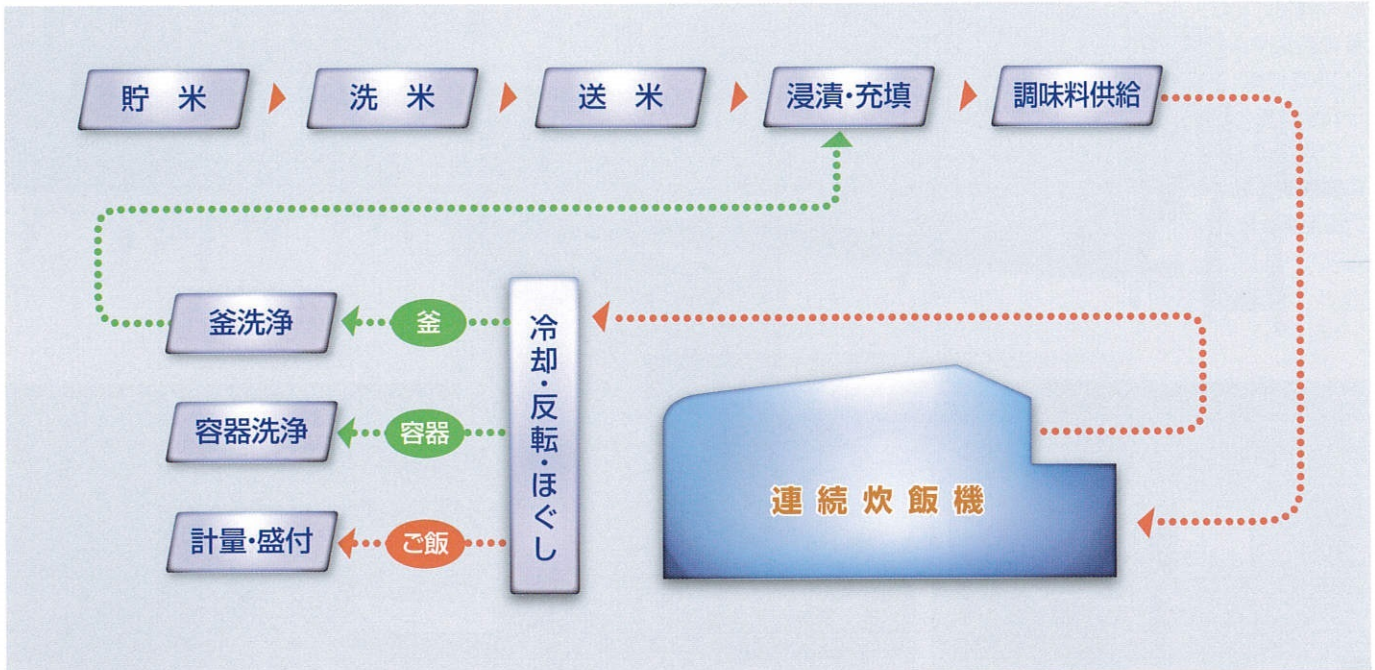 貯米
洗米
送米
浸漬・充填
調味料供給
釜洗浄
釜
容器洗浄
容器
計量・盛付
ご飯
冷却・反転・ほぐし
連続炊飯機